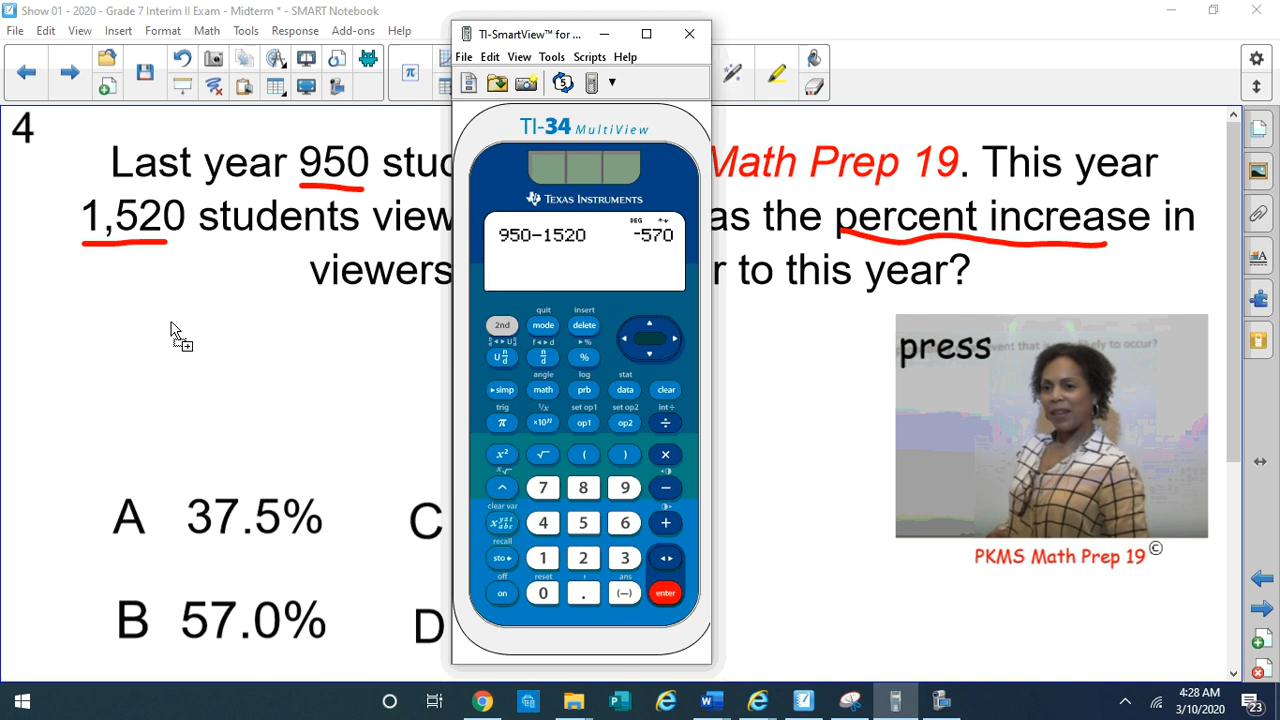 Show 01 - 2020 - Grade 7 Interim II Exam - Midterm * - SMART Notebook
File Edit View Insert Format Math Tools Response Add-ons Help
TI-SmartView™ for ...
File Edit View Tools Scripts Help
4
Last year 950 Math Prep 19. This year
1,520 students as the percent increase in
viewers to this year?
TI-34 MultiView
TEXAS INSTRUMENTS
DEG
950-1520 -570
quit insert
2nd mode delete
f◄►d ►%
U n/d n/d %
angle log stat
►simp math prb data clear
trig 1/x set op1 set op2 int÷
π ×10ⁿ op1 op2 ÷
x² √ ( ) ×
x√
^ 7 8 9 −
clear var
x yzt abc 4 5 6 +
recall
sto► 1 2 3 ◄►
off reset , ans
on 0 . (−) enter
press
PKMS Math Prep 19 ©
A 37.5%
C
B 57.0%
D
4:28 AM
3/10/2020
23